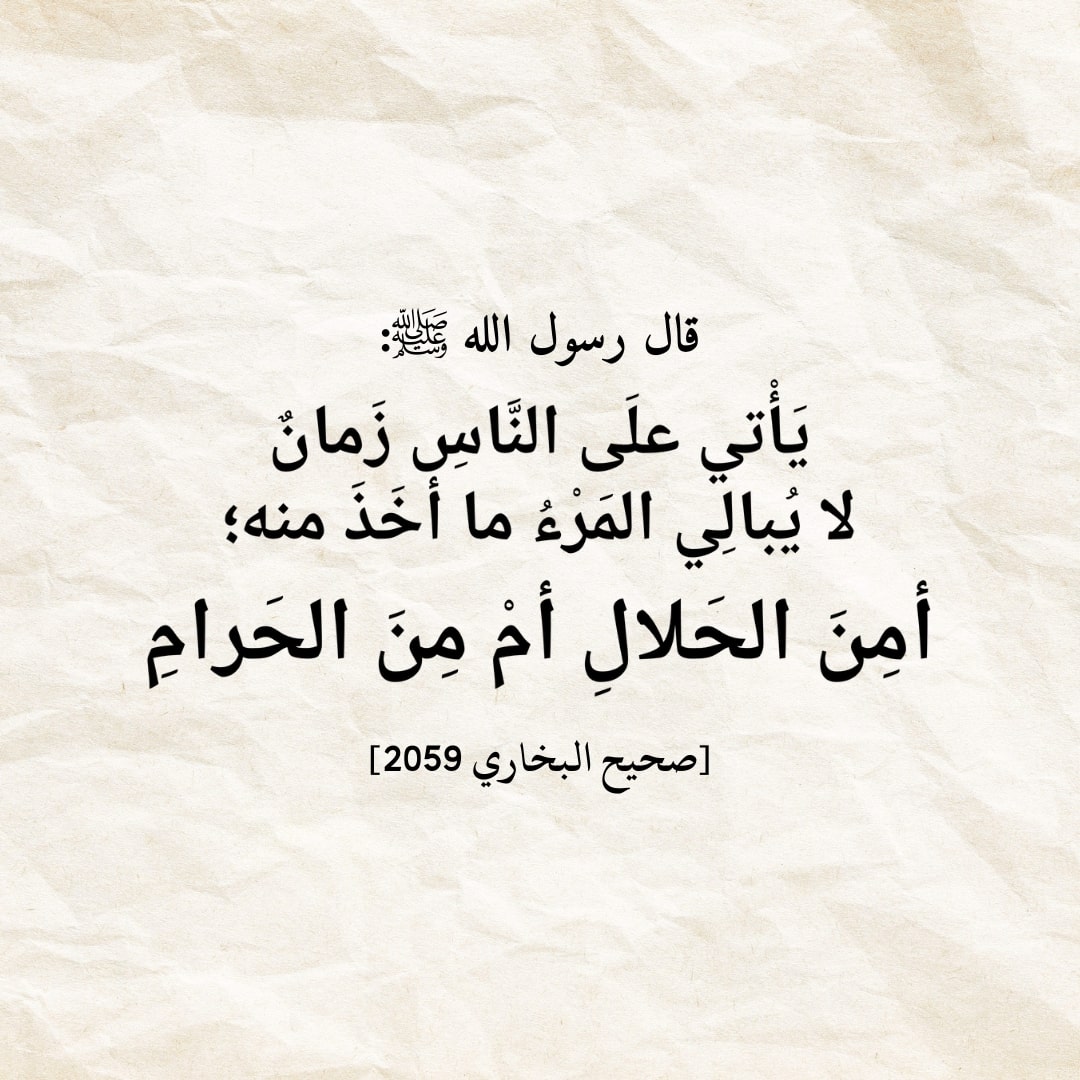 قال رسول الله ﷺ:
يَأْتي علَى النَّاسِ زَمانٌ
لا يُبالِي المَرْءُ ما أخَذَ منه؛
أمِنَ الحَلالِ أمْ مِنَ الحَرامِ
[صحيح البخاري 2059]